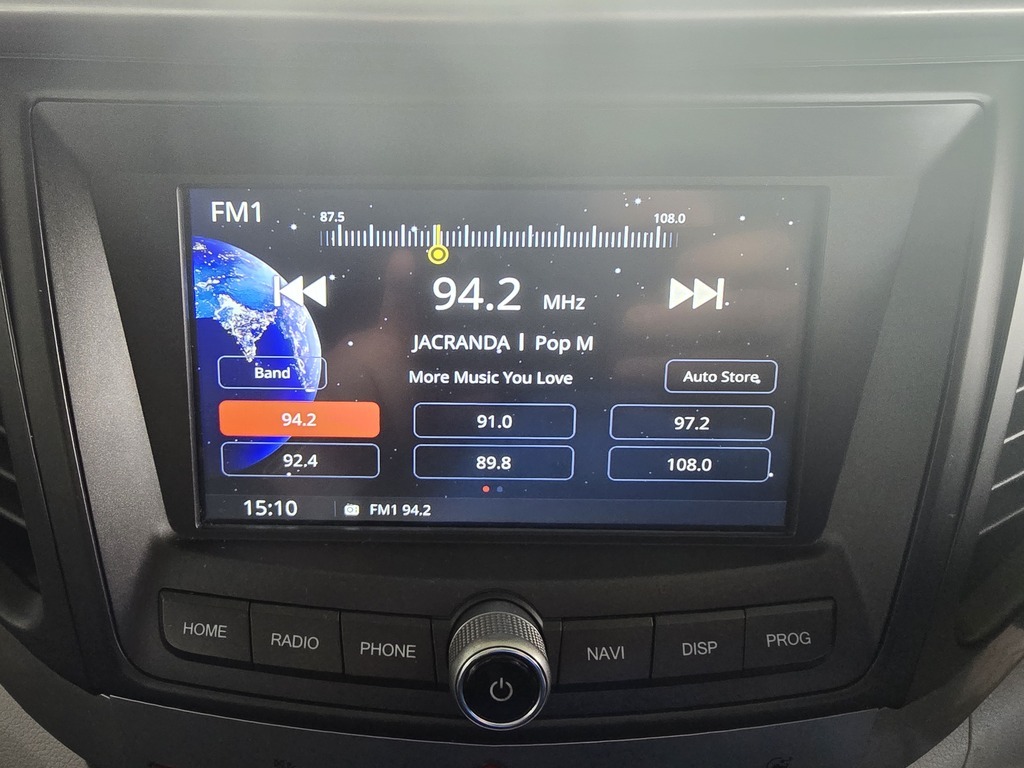 FM1
87.5 108.0
94.2 MHz
JACRANDA | Pop M
Band More Music You Love Auto Store
94.2 91.0 97.2
92.4 89.8 108.0
15:10 FM1 94.2
HOME RADIO PHONE NAVI DISP PROG